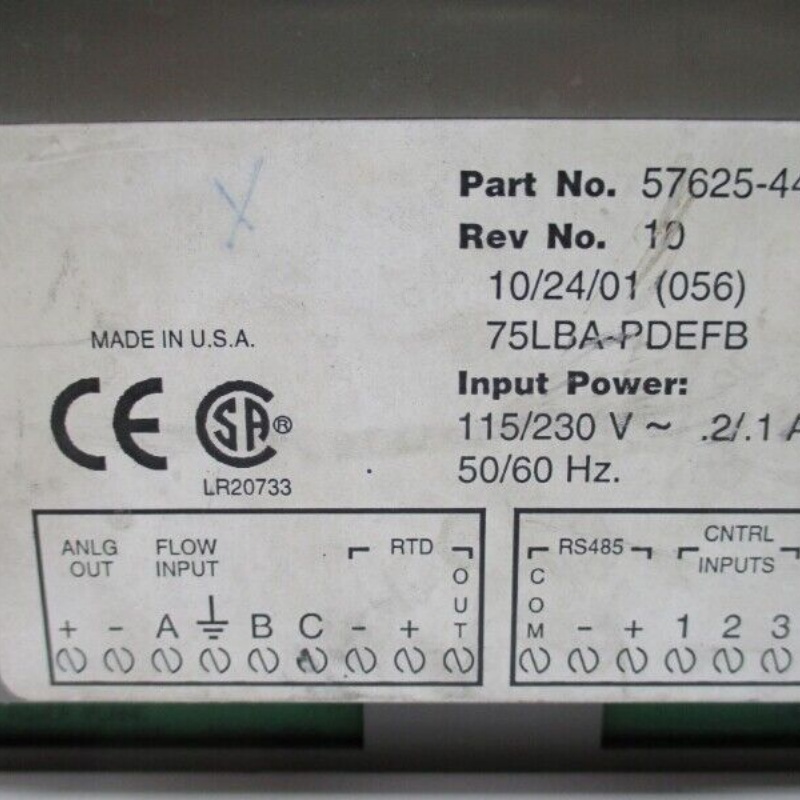 Part No. 57625-44
Rev No. 10
10/24/01 (056)
75LBA-PDEFB
MADE IN U.S.A.
Input Power:
CE SA®
115/230 V ~ .2/.1 A
LR20733
50/60 Hz.
ANLG OUT
FLOW INPUT
RTD
OUT
+ - A B C - +
RS485
CNTRL INPUTS
COM
- + 1 2 3